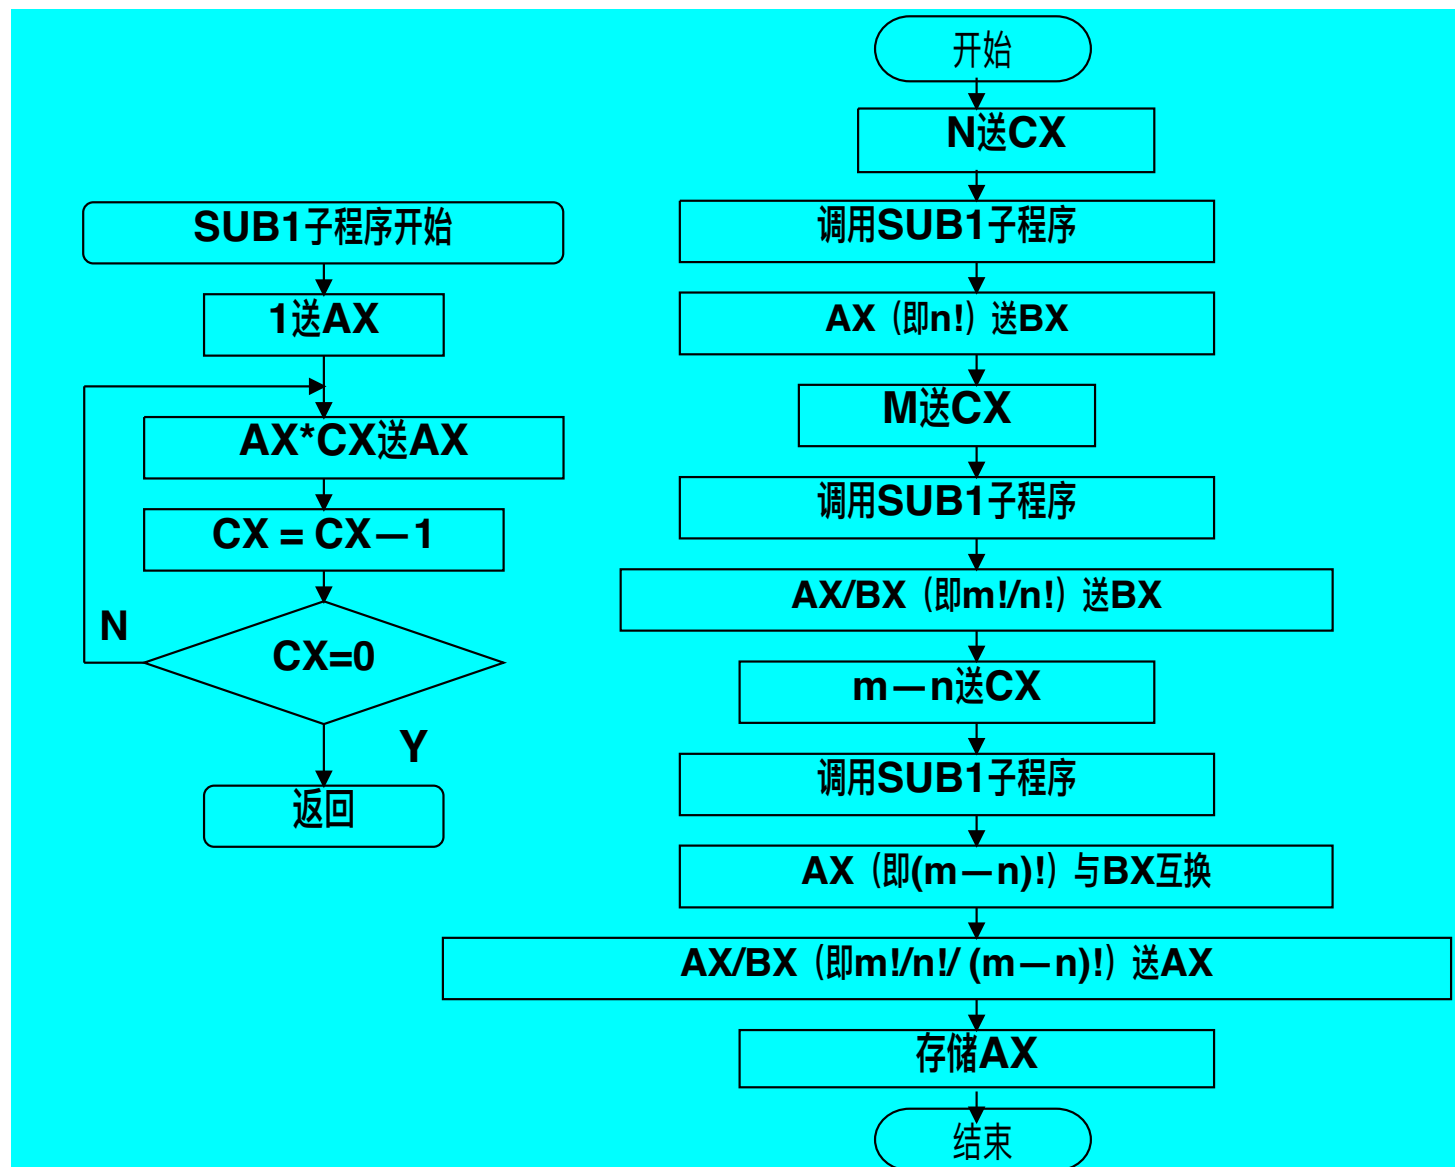 SUB1子程序开始
1送AX
AX*CX送AX
CX = CX—1
N
CX=0
Y
返回
开始
N送CX
调用SUB1子程序
AX（即n!）送BX
M送CX
调用SUB1子程序
AX/BX（即m!/n!）送BX
m—n送CX
调用SUB1子程序
AX（即(m—n)!）与BX互换
AX/BX（即m!/n!/ (m—n)!）送AX
存储AX
结束